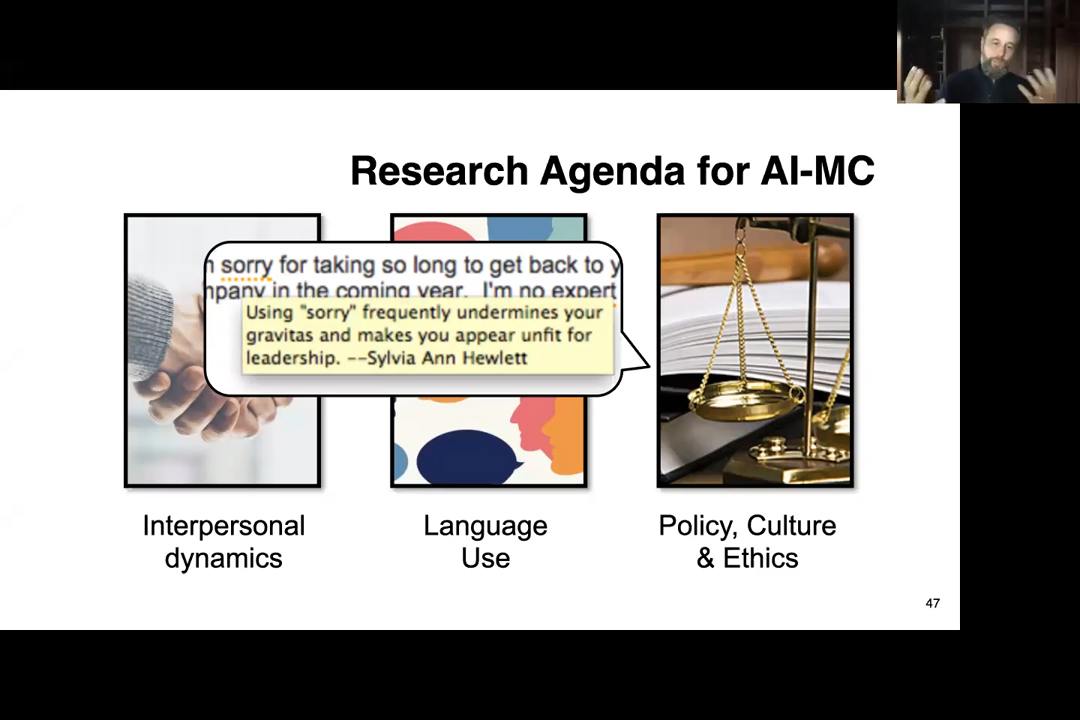 Research Agenda for AI-MC
sorry for taking so long to get back to
in the coming year. I'm no expert
Using "sorry" frequently undermines your
gravitas and makes you appear unfit for
leadership. --Sylvia Ann Hewlett
Interpersonal
dynamics
Language
Use
Policy, Culture
& Ethics
47